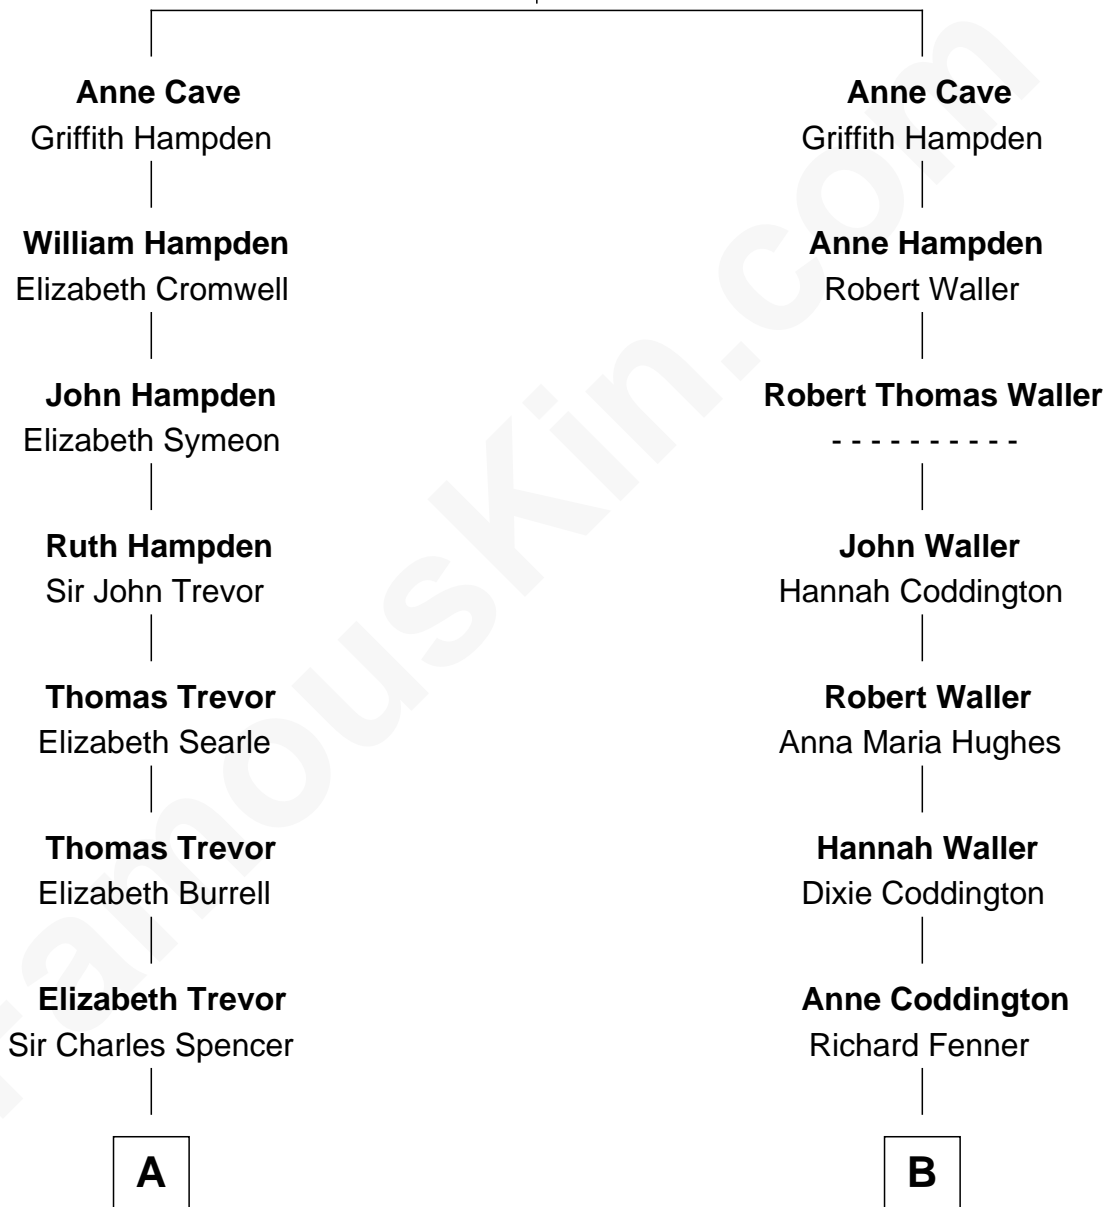 Anne Cave
Griffith Hampden
William Hampden
Elizabeth Cromwell
John Hampden
Elizabeth Symeon
Ruth Hampden
Sir John Trevor
Thomas Trevor
Elizabeth Searle
Thomas Trevor
Elizabeth Burrell
Elizabeth Trevor
Sir Charles Spencer
A
Anne Cave
Griffith Hampden
Anne Hampden
Robert Waller
Robert Thomas Waller
- - - - - - - - - -
John Waller
Hannah Coddington
Robert Waller
Anna Maria Hughes
Hannah Waller
Dixie Coddington
Anne Coddington
Richard Fenner
B
FamousKin.com